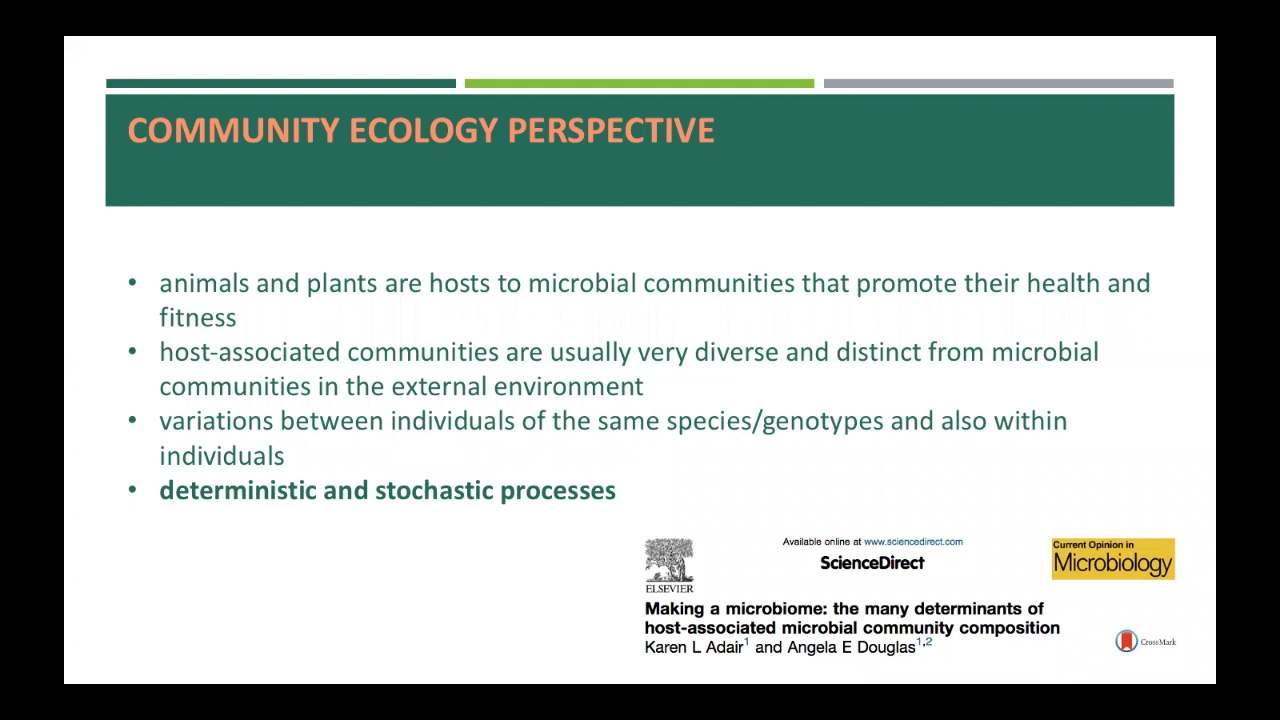 COMMUNITY ECOLOGY PERSPECTIVE
• animals and plants are hosts to microbial communities that promote their health and
fitness
• host-associated communities are usually very diverse and distinct from microbial
communities in the external environment
• variations between individuals of the same species/genotypes and also within
individuals
• deterministic and stochastic processes
Available online at www.sciencedirect.com
ScienceDirect
ELSEVIER
Current Opinion in
Microbiology
Making a microbiome: the many determinants of
host-associated microbial community composition
Karen L Adair1 and Angela E Douglas1,2
CrossMark